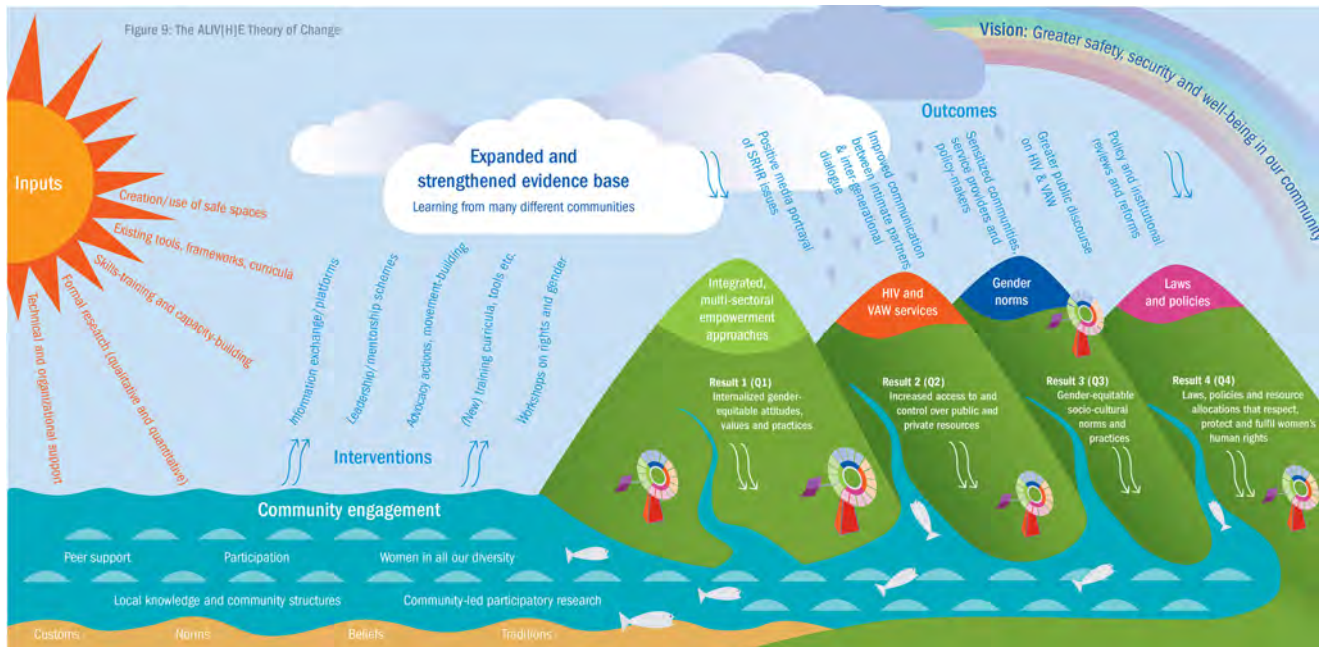 Figure 9: The ALIV[H]E Theory of Change
Vision: Greater safety, security and well-being in our community
Inputs
Creation/use of safe spaces
Existing tools, frameworks, curricula
Skills-training and capacity-building
Formal research (qualitative and quantitative)
Technical and organizational support
Expanded and
strengthened evidence base
Learning from many different communities
Information exchange/platforms
Leadership/mentorship schemes
Advocacy actions, movement-building
(New) training curricula, tools etc.
Workshops on rights and gender
Interventions
Outcomes
Positive media portrayal
of SRHR issues
Improved communication
between intimate partners
& inter-generational
dialogue
Sensitized communities,
service providers and
policy-makers
Greater public discourse
on HIV & VAW
Policy and institutional
reviews and reforms
Integrated,
multi-sectoral
empowerment
approaches
HIV and
VAW services
Gender
norms
Laws
and policies
Result 1 (Q1)
Internalized gender-
equitable attitudes,
values and practices
Result 2 (Q2)
Increased access to and
control over public and
private resources
Result 3 (Q3)
Gender-equitable
socio-cultural
norms and
practices
Result 4 (Q4)
Laws, policies and resource
allocations that respect,
protect and fulfil women's
human rights
Community engagement
Peer support
Participation
Women in all our diversity
Local knowledge and community structures
Community-led participatory research
Customs
Norms
Beliefs
Traditions